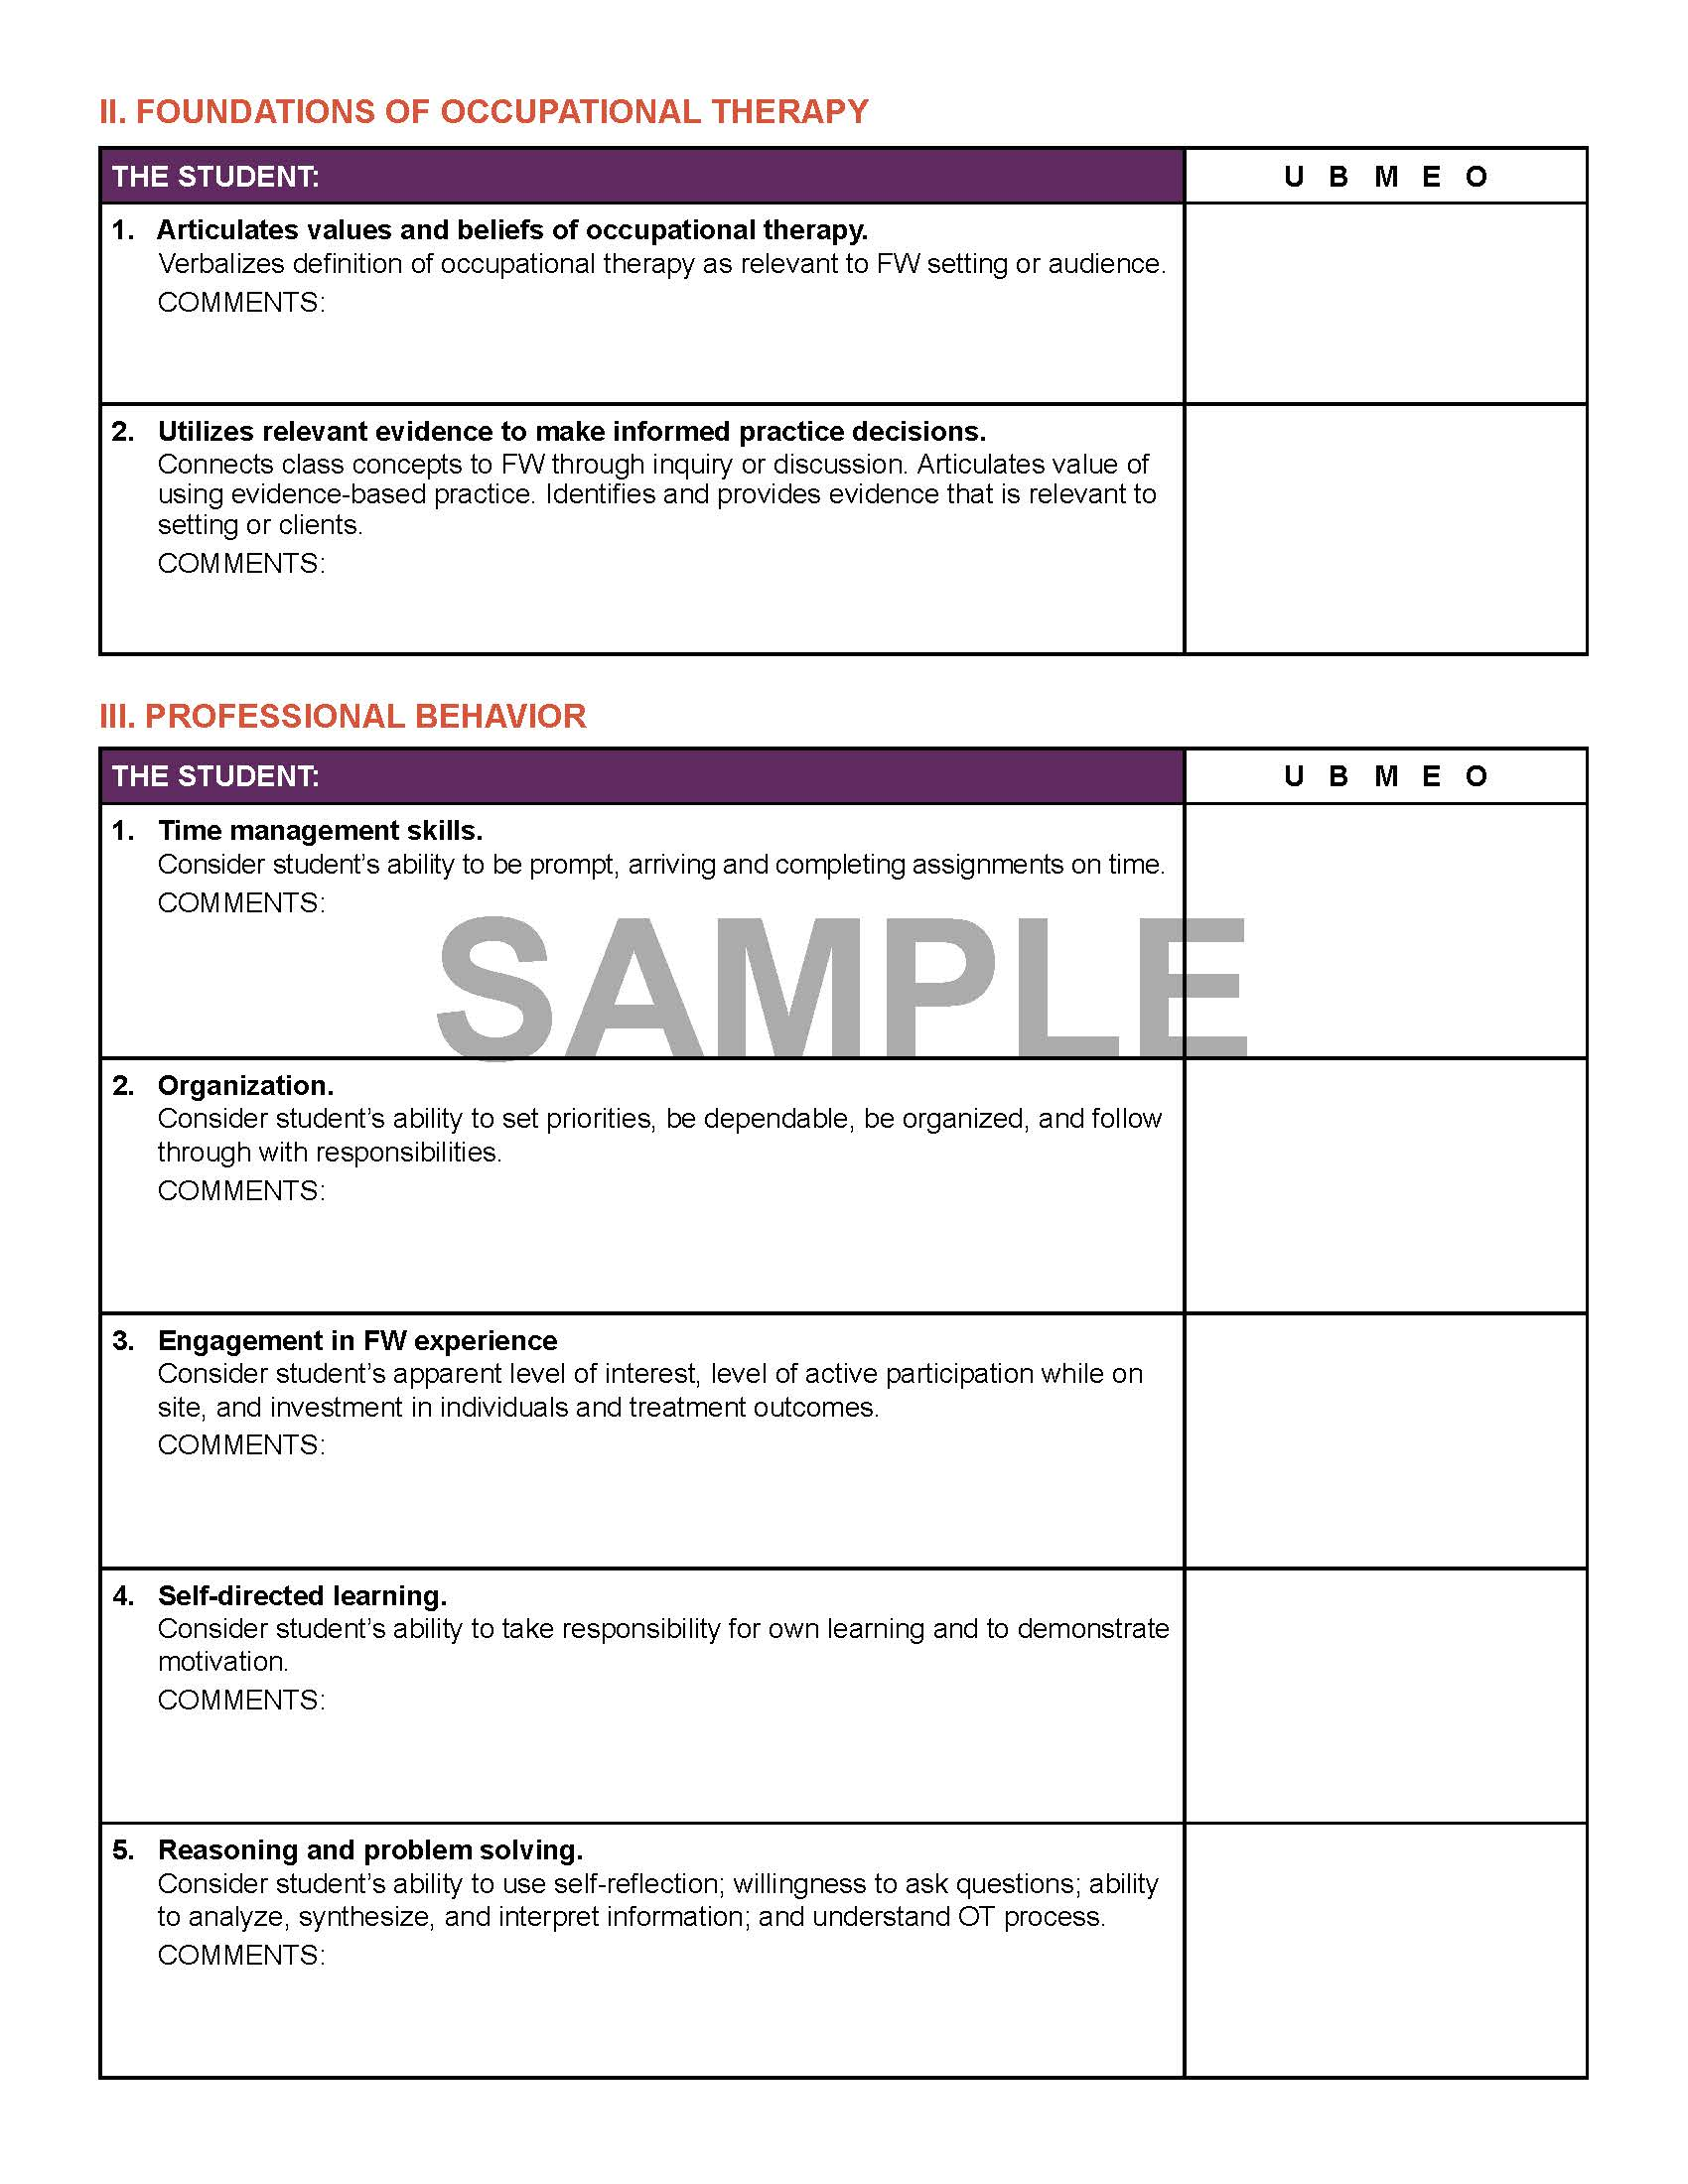 II. FOUNDATIONS OF OCCUPATIONAL THERAPY
THE STUDENT: U B M E O
1. Articulates values and beliefs of occupational therapy.
Verbalizes definition of occupational therapy as relevant to FW setting or audience.
COMMENTS:
2. Utilizes relevant evidence to make informed practice decisions.
Connects class concepts to FW through inquiry or discussion. Articulates value of
using evidence-based practice. Identifies and provides evidence that is relevant to
setting or clients.
COMMENTS:
III. PROFESSIONAL BEHAVIOR
THE STUDENT: U B M E O
1. Time management skills.
Consider student’s ability to be prompt, arriving and completing assignments on time.
COMMENTS:
SAMPLE
2. Organization.
Consider student’s ability to set priorities, be dependable, be organized, and follow
through with responsibilities.
COMMENTS:
3. Engagement in FW experience
Consider student’s apparent level of interest, level of active participation while on
site, and investment in individuals and treatment outcomes.
COMMENTS:
4. Self-directed learning.
Consider student’s ability to take responsibility for own learning and to demonstrate
motivation.
COMMENTS:
5. Reasoning and problem solving.
Consider student’s ability to use self-reflection; willingness to ask questions; ability
to analyze, synthesize, and interpret information; and understand OT process.
COMMENTS: